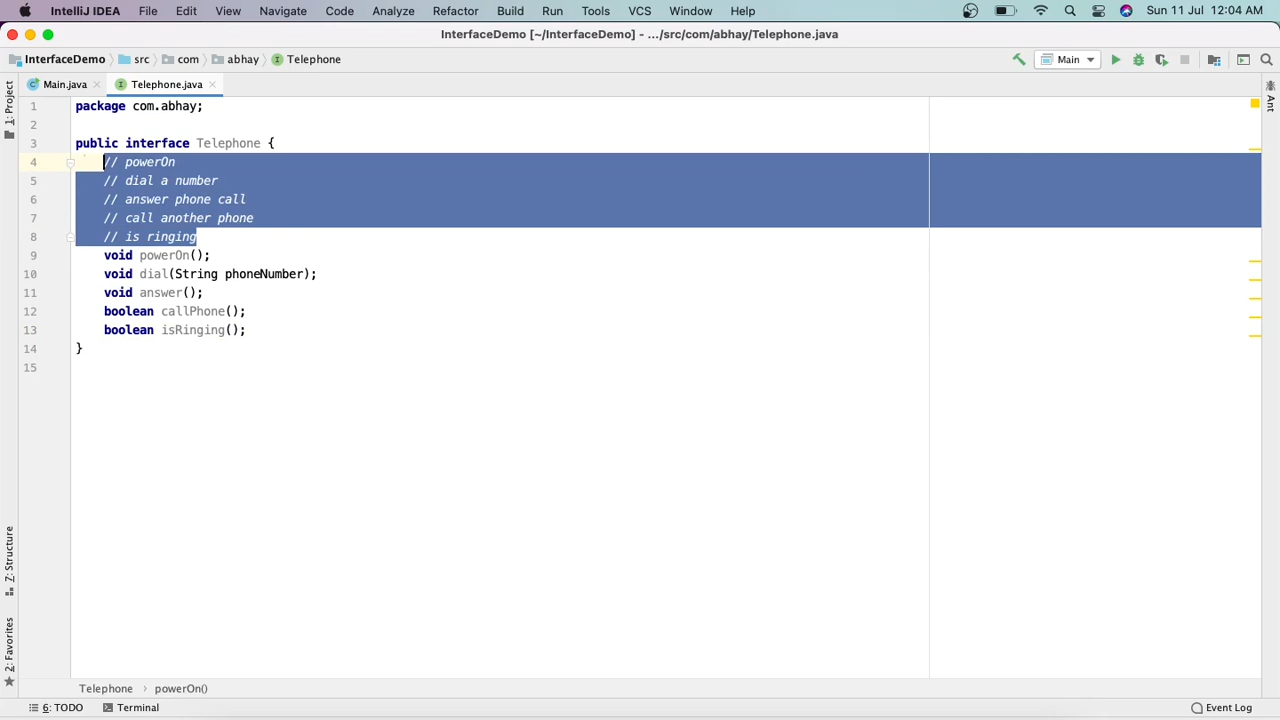 IntelliJ IDEA File Edit View Navigate Code Analyze Refactor Build Run Tools VCS Window Help Sun 11 Jul 12:04 AM
InterfaceDemo [~/InterfaceDemo] - .../src/com/abhay/Telephone.java
InterfaceDemo src com abhay Telephone Main
1: Project
Main.java Telephone.java
Ant
1 package com.abhay;
2
3 public interface Telephone {
4 // powerOn
5 // dial a number
6 // answer phone call
7 // call another phone
8 // is ringing
9 void powerOn();
10 void dial(String phoneNumber);
11 void answer();
12 boolean callPhone();
13 boolean isRinging();
14 }
15
Z: Structure
2: Favorites
Telephone › powerOn()
6: TODO Terminal Event Log